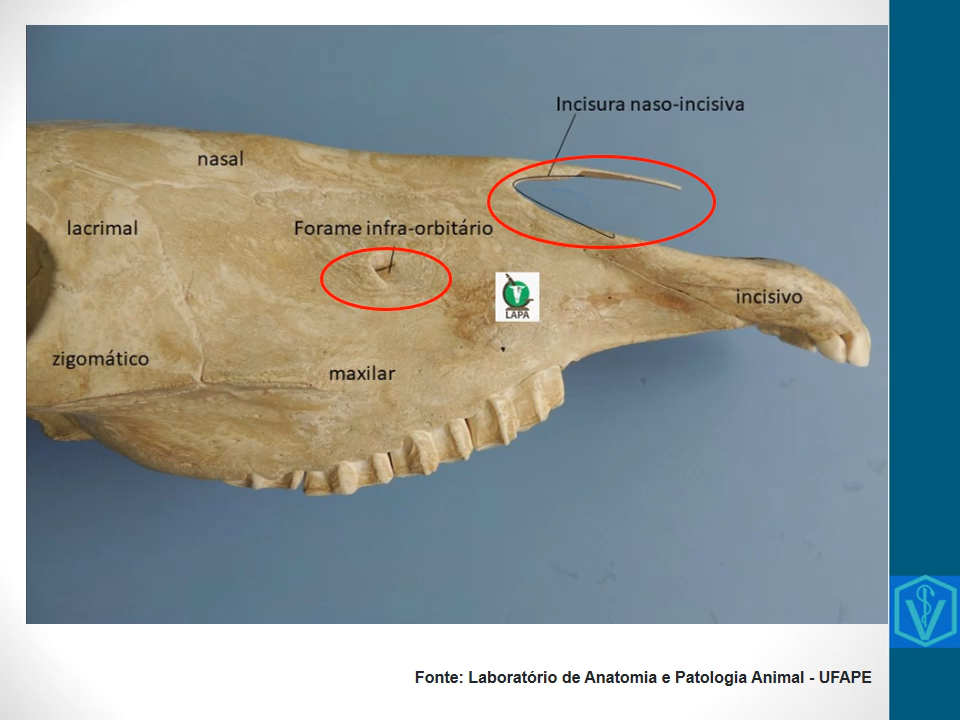 Incisura naso-incisiva
nasal
lacrimal
Forame infra-orbitário
LAPA
incisivo
zigomático
maxilar
Fonte: Laboratório de Anatomia e Patologia Animal - UFAPE